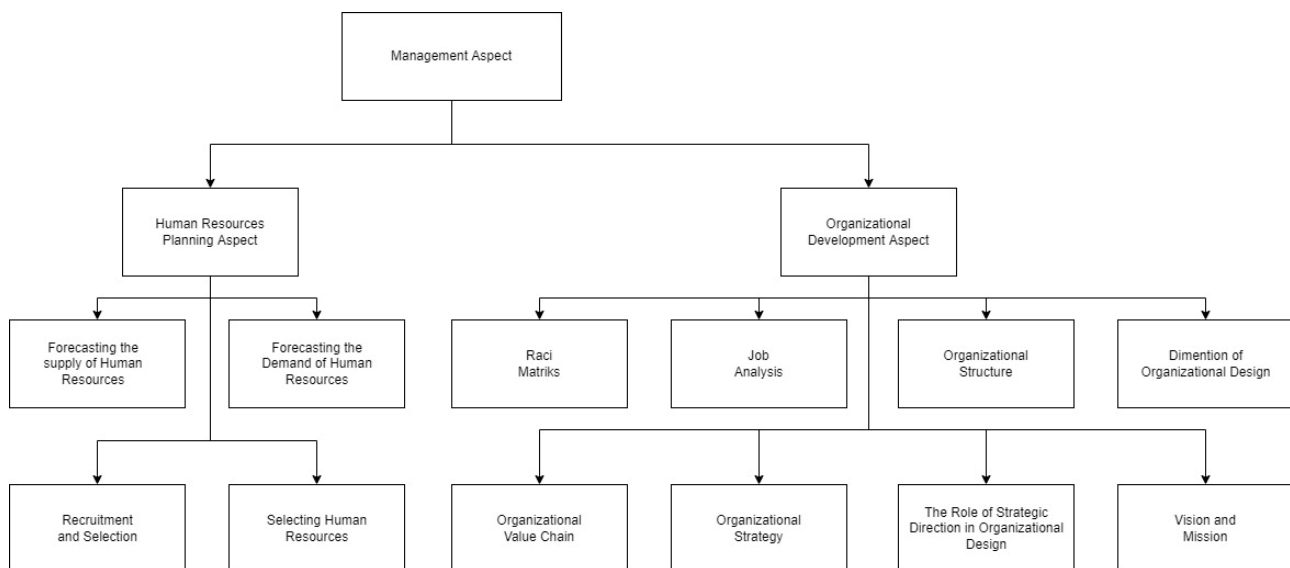 Management Aspect
Human Resources
Planning Aspect
Organizational
Development Aspect
Forecasting the
supply of Human
Resources
Forecasting the
Demand of Human
Resources
Raci
Matriks
Job
Analysis
Organizational
Structure
Dimention of
Organizational Design
Recruitment
and Selection
Selecting Human
Resources
Organizational
Value Chain
Organizational
Strategy
The Role of Strategic
Direction in Organizational
Design
Vision and
Mission